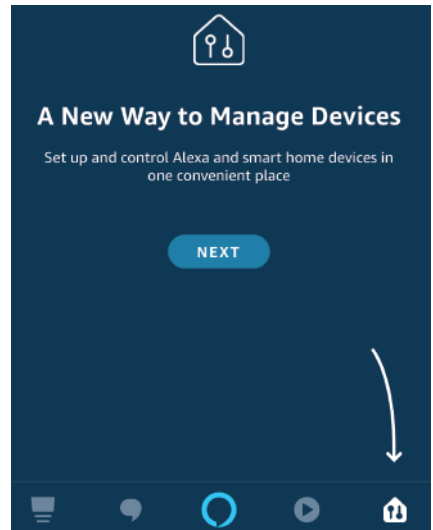 A New Way to Manage Devices
Set up and control Alexa and smart home devices in
one convenient place
NEXT